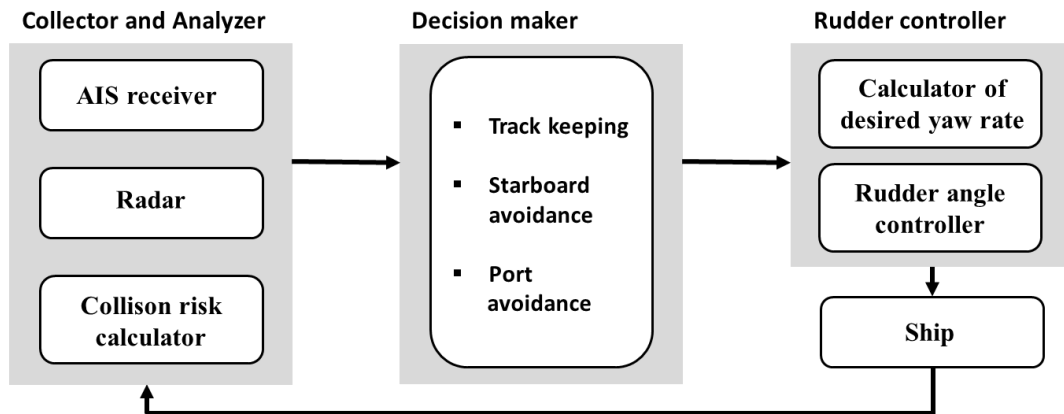 Collector and Analyzer
AIS receiver
Radar
Collison risk
calculator
Decision maker
▪ Track keeping
▪ Starboard
avoidance
▪ Port
avoidance
Rudder controller
Calculator of
desired yaw rate
Rudder angle
controller
Ship